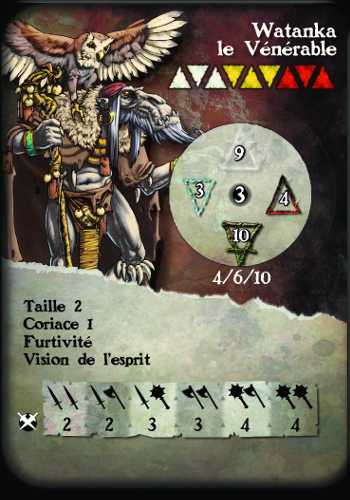 Watanka
le Vénérable
9
3 3 4
10
4/6/10
Taille 2
Coriace 1
Furtivité
Vision de l'esprit
2 2 3 3 4 4